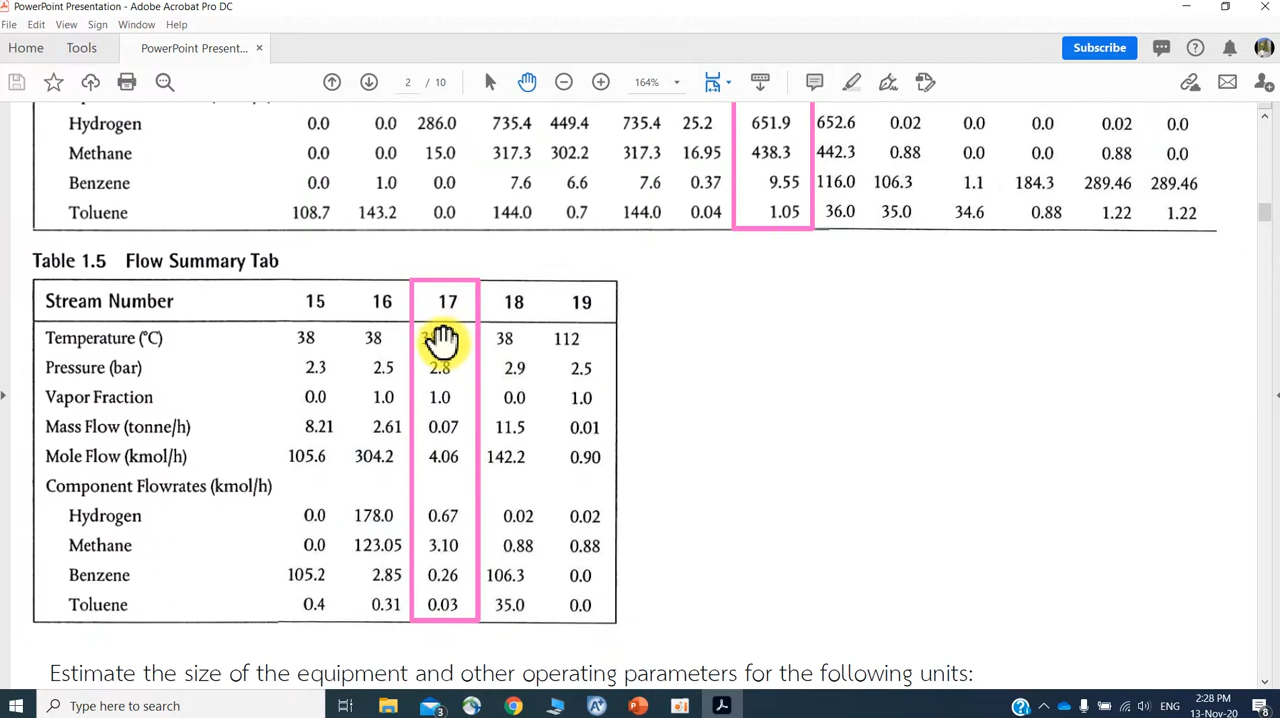 PowerPoint Presentation - Adobe Acrobat Pro DC
File Edit View Sign Window Help
Home Tools PowerPoint Present... × Subscribe
2 / 10 164%
Hydrogen 0.0 0.0 286.0 735.4 449.4 735.4 25.2 651.9 652.6 0.02 0.0 0.0 0.02 0.0
Methane 0.0 0.0 15.0 317.3 302.2 317.3 16.95 438.3 442.3 0.88 0.0 0.0 0.88 0.0
Benzene 0.0 1.0 0.0 7.6 6.6 7.6 0.37 9.55 116.0 106.3 1.1 184.3 289.46 289.46
Toluene 108.7 143.2 0.0 144.0 0.7 144.0 0.04 1.05 36.0 35.0 34.6 0.88 1.22 1.22
Table 1.5 Flow Summary Tab
Stream Number 15 16 17 18 19
Temperature (°C) 38 38 38 112
Pressure (bar) 2.3 2.5 2.8 2.9 2.5
Vapor Fraction 0.0 1.0 1.0 0.0 1.0
Mass Flow (tonne/h) 8.21 2.61 0.07 11.5 0.01
Mole Flow (kmol/h) 105.6 304.2 4.06 142.2 0.90
Component Flowrates (kmol/h)
Hydrogen 0.0 178.0 0.67 0.02 0.02
Methane 0.0 123.05 3.10 0.88 0.88
Benzene 105.2 2.85 0.26 106.3 0.0
Toluene 0.4 0.31 0.03 35.0 0.0
Estimate the size of the equipment and other operating parameters for the following units:
Type here to search
3
ENG
2:28 PM
13-Nov-20
8